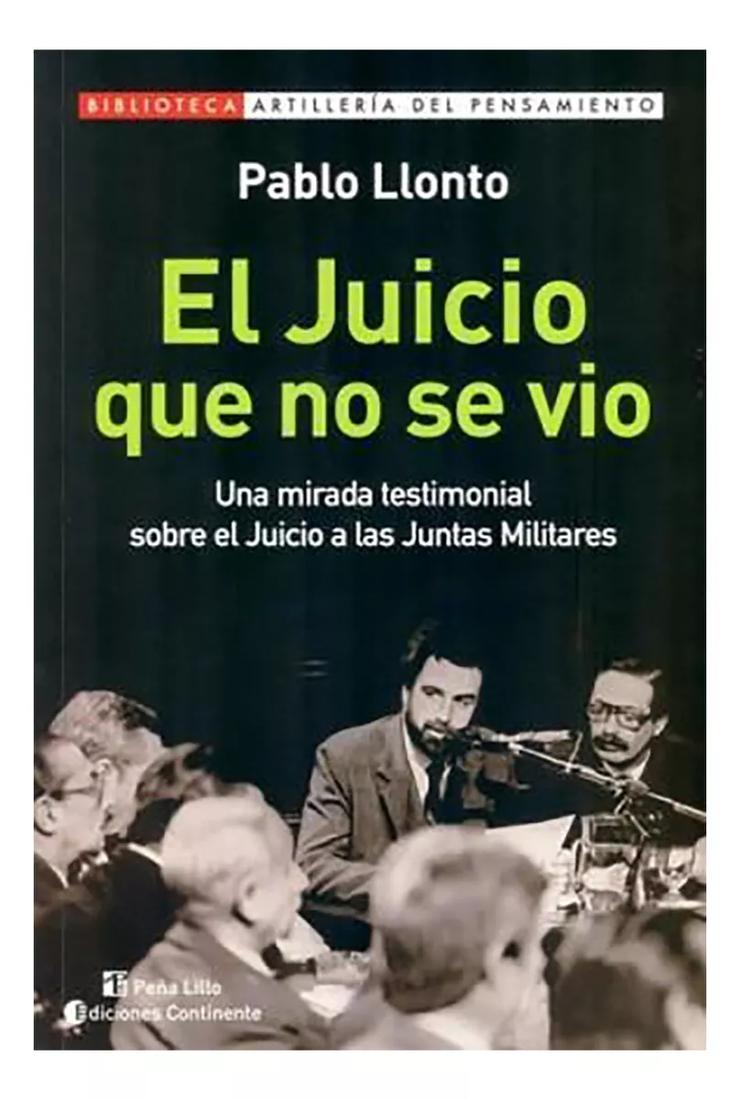 BIBLIOTECA ARTILLERÍA DEL PENSAMIENTO
Pablo Llonto
El Juicio
que no se vio
Una mirada testimonial
sobre el Juicio a las Juntas Militares
Peña Lillo
Ediciones Continente